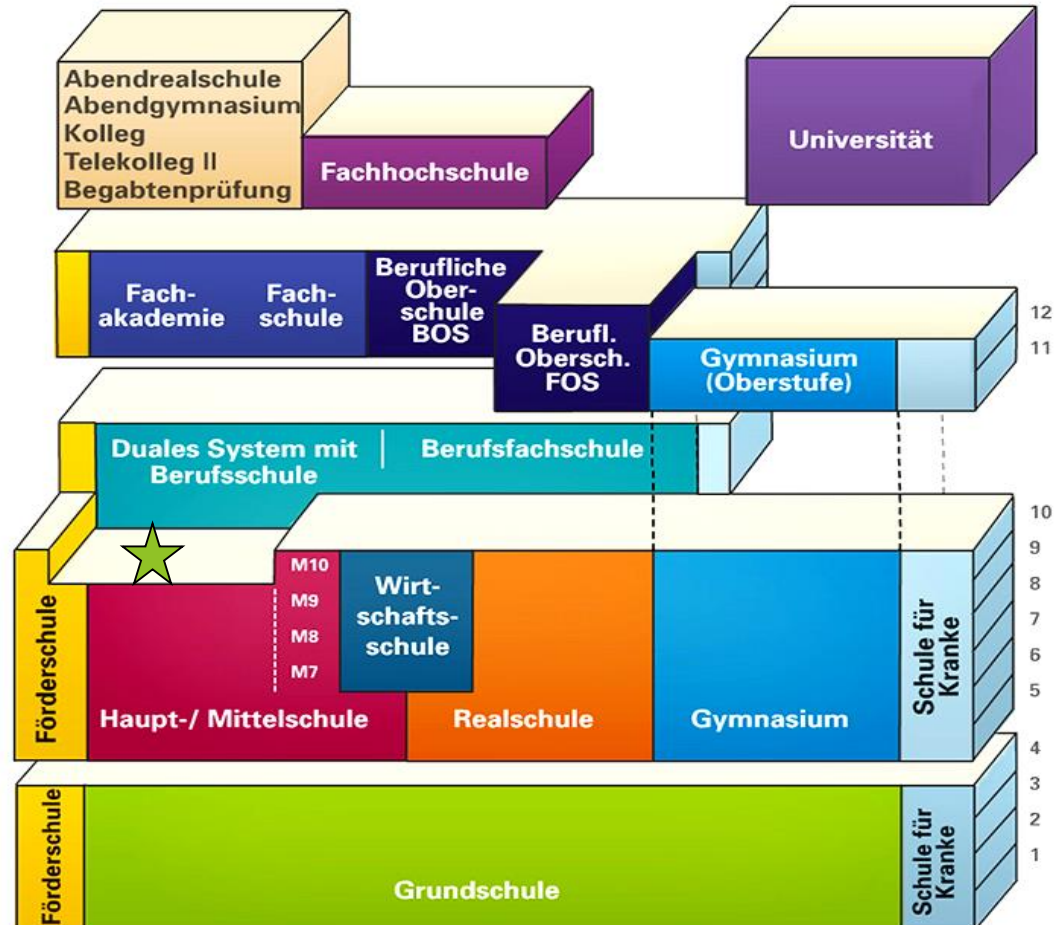 Abendrealschule
Abendgymnasium
Kolleg
Telekolleg II
Begabtenprüfung
Fachhochschule
Universität
Fach-
akademie
Fach-
schule
Berufliche
Ober-
schule
BOS
Berufl.
Obersch.
FOS
Gymnasium
(Oberstufe)
12
11
Duales System mit
Berufsschule
Berufsfachschule
10
9
8
7
6
5
Förderschule
Haupt-/ Mittelschule
M10
M9
M8
M7
Wirt-
schafts-
schule
Realschule
Gymnasium
Schule für
Kranke
4
3
2
1
Förderschule
Grundschule
Schule für
Kranke